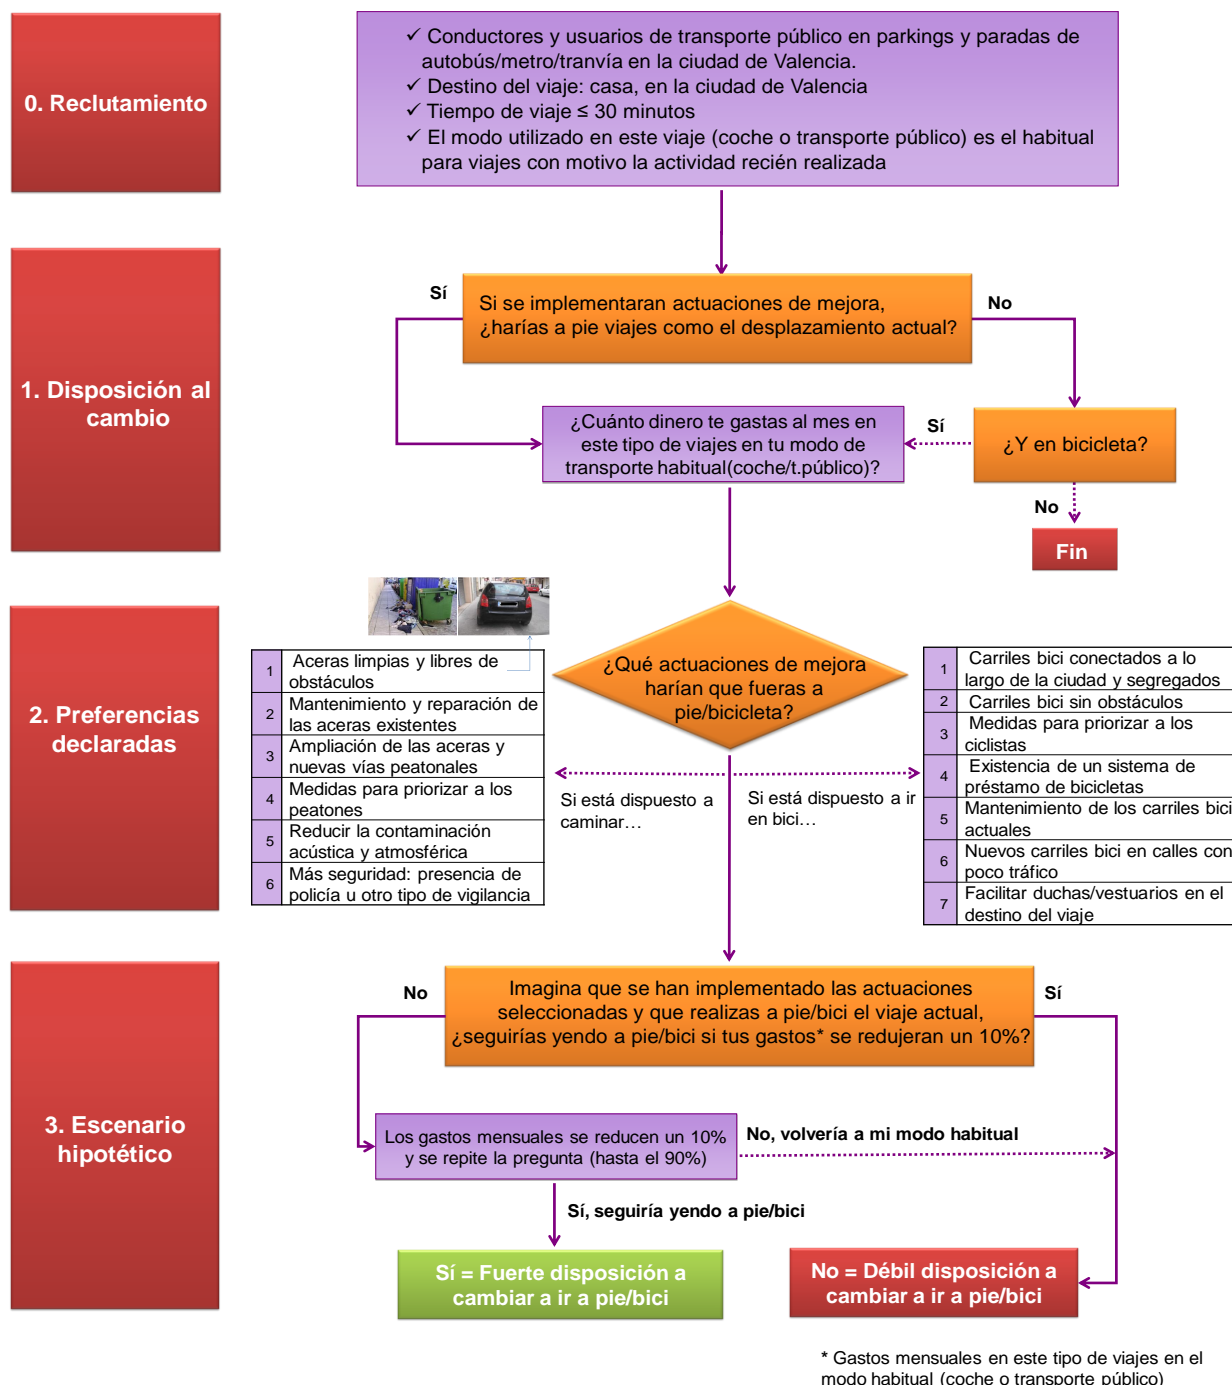 0. Reclutamiento
✓ Conductores y usuarios de transporte público en parkings y paradas de
autobús/metro/tranvía en la ciudad de Valencia.
✓ Destino del viaje: casa, en la ciudad de Valencia
✓ Tiempo de viaje ≤ 30 minutos
✓ El modo utilizado en este viaje (coche o transporte público) es el habitual
para viajes con motivo la actividad recién realizada
1. Disposición al
cambio
Sí
Si se implementaran actuaciones de mejora,
¿harías a pie viajes como el desplazamiento actual?
No
¿Cuánto dinero te gastas al mes en
este tipo de viajes en tu modo de
transporte habitual(coche/t.público)?
Sí
¿Y en bicicleta?
No
Fin
2. Preferencias
declaradas
¿Qué actuaciones de mejora
harían que fueras a
pie/bicicleta?
1 Aceras limpias y libres de
obstáculos
2 Mantenimiento y reparación de
las aceras existentes
3 Ampliación de las aceras y
nuevas vías peatonales
4 Medidas para priorizar a los
peatones
5 Reducir la contaminación
acústica y atmosférica
6 Más seguridad: presencia de
policía u otro tipo de vigilancia
Si está dispuesto a
caminar…
Si está dispuesto a ir
en bici…
1 Carriles bici conectados a lo
largo de la ciudad y segregados
2 Carriles bici sin obstáculos
3 Medidas para priorizar a los
ciclistas
4 Existencia de un sistema de
préstamo de bicicletas
5 Mantenimiento de los carriles bici
actuales
6 Nuevos carriles bici en calles con
poco tráfico
7 Facilitar duchas/vestuarios en el
destino del viaje
3. Escenario
hipotético
No
Imagina que se han implementado las actuaciones
seleccionadas y que realizas a pie/bici el viaje actual,
¿seguirías yendo a pie/bici si tus gastos* se redujeran un 10%?
Sí
Los gastos mensuales se reducen un 10%
y se repite la pregunta (hasta el 90%)
No, volvería a mi modo habitual
Sí, seguiría yendo a pie/bici
Sí = Fuerte disposición a
cambiar a ir a pie/bici
No = Débil disposición a
cambiar a ir a pie/bici
* Gastos mensuales en este tipo de viajes en el
modo habitual (coche o transporte público)